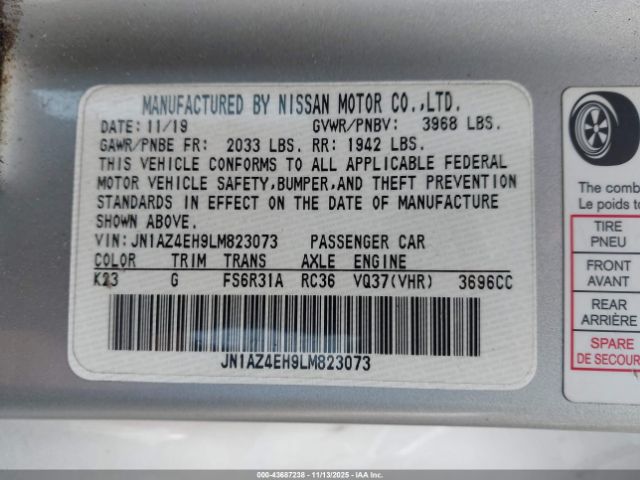 MANUFACTURED BY NISSAN MOTOR CO.,LTD.
DATE: 11/19 GVWR/PNBV: 3968 LBS.
GAWR/PNBE FR: 2033 LBS. RR: 1942 LBS.
THIS VEHICLE CONFORMS TO ALL APPLICABLE FEDERAL
MOTOR VEHICLE SAFETY,BUMPER,AND THEFT PREVENTION
STANDARDS IN EFFECT ON THE DATE OF MANUFACTURE
SHOWN ABOVE.
VIN:JN1AZ4EH9LM823073 PASSENGER CAR
COLOR TRIM TRANS AXLE ENGINE
K23 G FS6R31A RC36 VQ37(VHR) 3696CC
JN1AZ4EH9LM823073
The comb
Le poids to
TIRE
PNEU
FRONT
AVANT
REAR
ARRIÈRE
SPARE
DE SECOUR
000-43687238 - 11/13/2025 - IAAI.CA